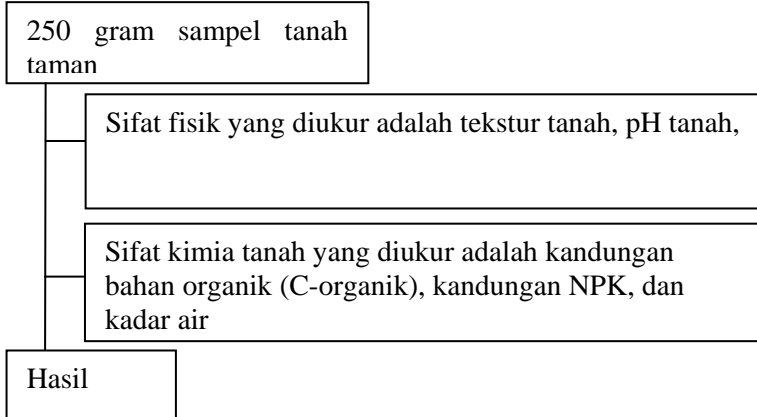 250 gram sampel tanah
taman
Sifat fisik yang diukur adalah tekstur tanah, pH tanah,
Sifat kimia tanah yang diukur adalah kandungan
bahan organik (C-organik), kandungan NPK, dan
kadar air
Hasil